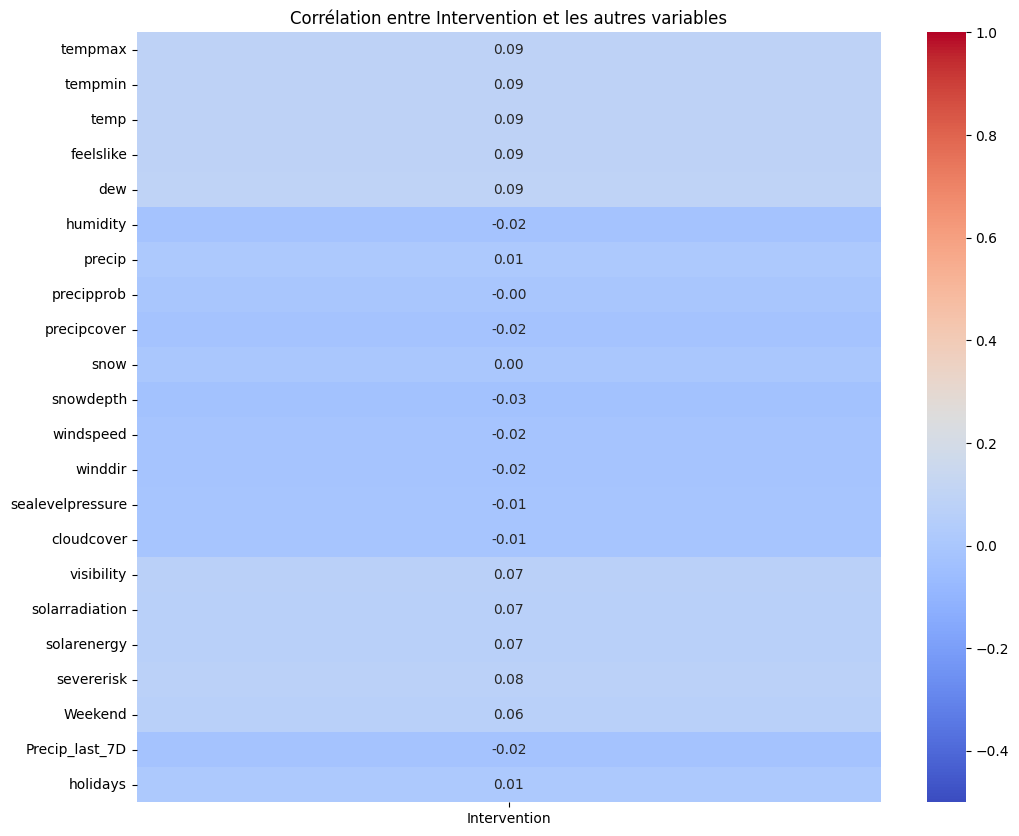 Corrélation entre Intervention et les autres variables
tempmax 0.09
tempmin 0.09
temp 0.09
feelslike 0.09
dew 0.09
humidity -0.02
precip 0.01
precipprob -0.00
precipcover -0.02
snow 0.00
snowdepth -0.03
windspeed -0.02
winddir -0.02
sealevelpressure -0.01
cloudcover -0.01
visibility 0.07
solarradiation 0.07
solarenergy 0.07
severerisk 0.08
Weekend 0.06
Precip_last_7D -0.02
holidays 0.01
Intervention
1.0
0.8
0.6
0.4
0.2
0.0
−0.2
−0.4